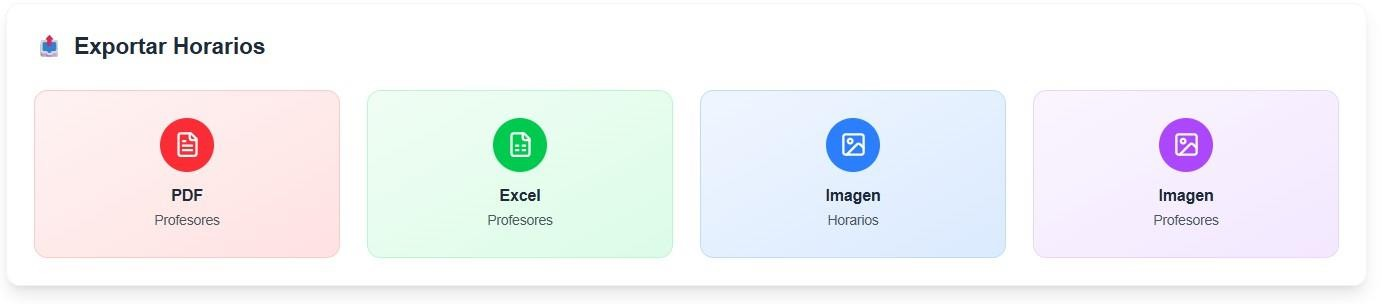 Exportar Horarios
PDF
Profesores
Excel
Profesores
Imagen
Horarios
Imagen
Profesores